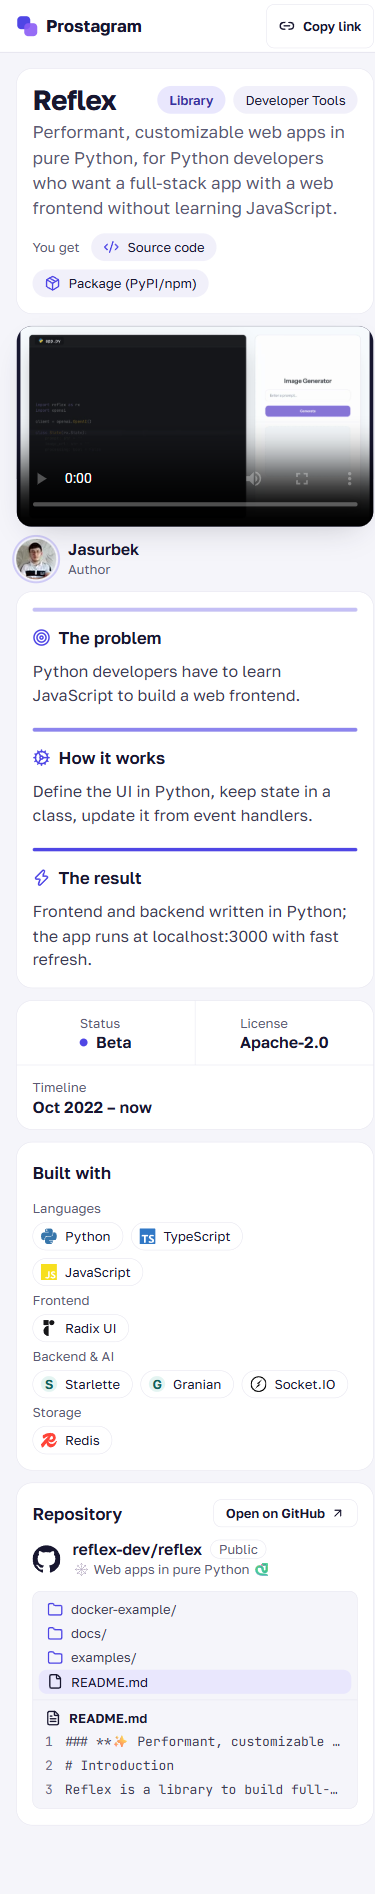 Prostagram
Copy link
Reflex
Library
Developer Tools
Performant, customizable web apps in
pure Python, for Python developers
who want a full-stack app with a web
frontend without learning JavaScript.
You get
Source code
Package (PyPI/npm)
Image Generator
Generate
0:00
Jasurbek
Author
The problem
Python developers have to learn
JavaScript to build a web frontend.
How it works
Define the UI in Python, keep state in a
class, update it from event handlers.
The result
Frontend and backend written in Python;
the app runs at localhost:3000 with fast
refresh.
Status
Beta
License
Apache-2.0
Timeline
Oct 2022 – now
Built with
Languages
Python
TS TypeScript
JS JavaScript
Frontend
Radix UI
Backend & AI
S Starlette
G Granian
Socket.IO
Storage
Redis
Repository
Open on GitHub
reflex-dev/reflex
Public
🕸️ Web apps in pure Python 🐍
docker-example/
docs/
examples/
README.md
README.md
1 ### **✨ Performant, customizable …
2 # Introduction
3 Reflex is a library to build full-…